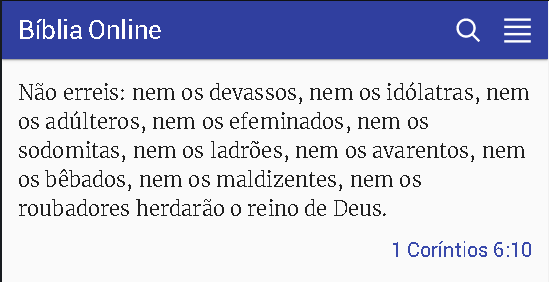 Bíblia Online
Não erreis: nem os devassos, nem os idólatras, nem
os adúlteros, nem os efeminados, nem os
sodomitas, nem os ladrões, nem os avarentos, nem
os bêbados, nem os maldizentes, nem os
roubadores herdarão o reino de Deus.
1 Coríntios 6:10